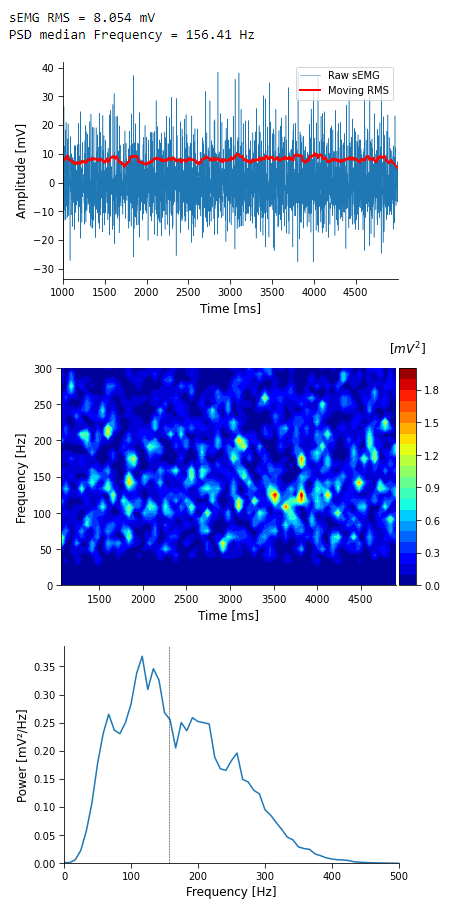 sEMG RMS = 8.054 mV
PSD median Frequency = 156.41 Hz
40
30
20
10
0
−10
−20
−30
Amplitude [mV]
Raw sEMG
Moving RMS
1000 1500 2000 2500 3000 3500 4000 4500
Time [ms]
[mV²]
300
250
200
150
100
50
0
Frequency [Hz]
1.8
1.5
1.2
0.9
0.6
0.3
0.0
1500 2000 2500 3000 3500 4000 4500
Time [ms]
0.35
0.30
0.25
0.20
0.15
0.10
0.05
0.00
Power [mV²/Hz]
0 100 200 300 400 500
Frequency [Hz]